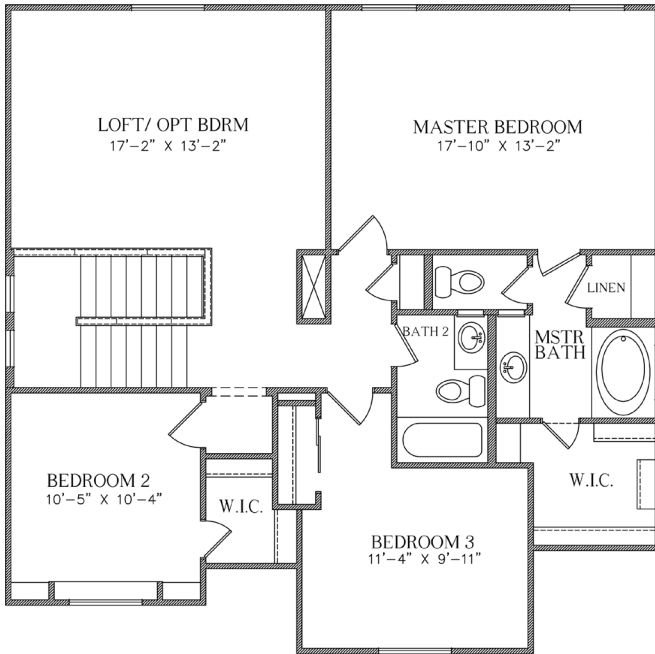 LOFT/ OPT BDRM
17'-2" X 13'-2"
MASTER BEDROOM
17'-10" X 13'-2"
LINEN
BATH 2
MSTR
BATH
BEDROOM 2
10'-5" X 10'-4"
W.I.C.
W.I.C.
BEDROOM 3
11'-4" X 9'-11"